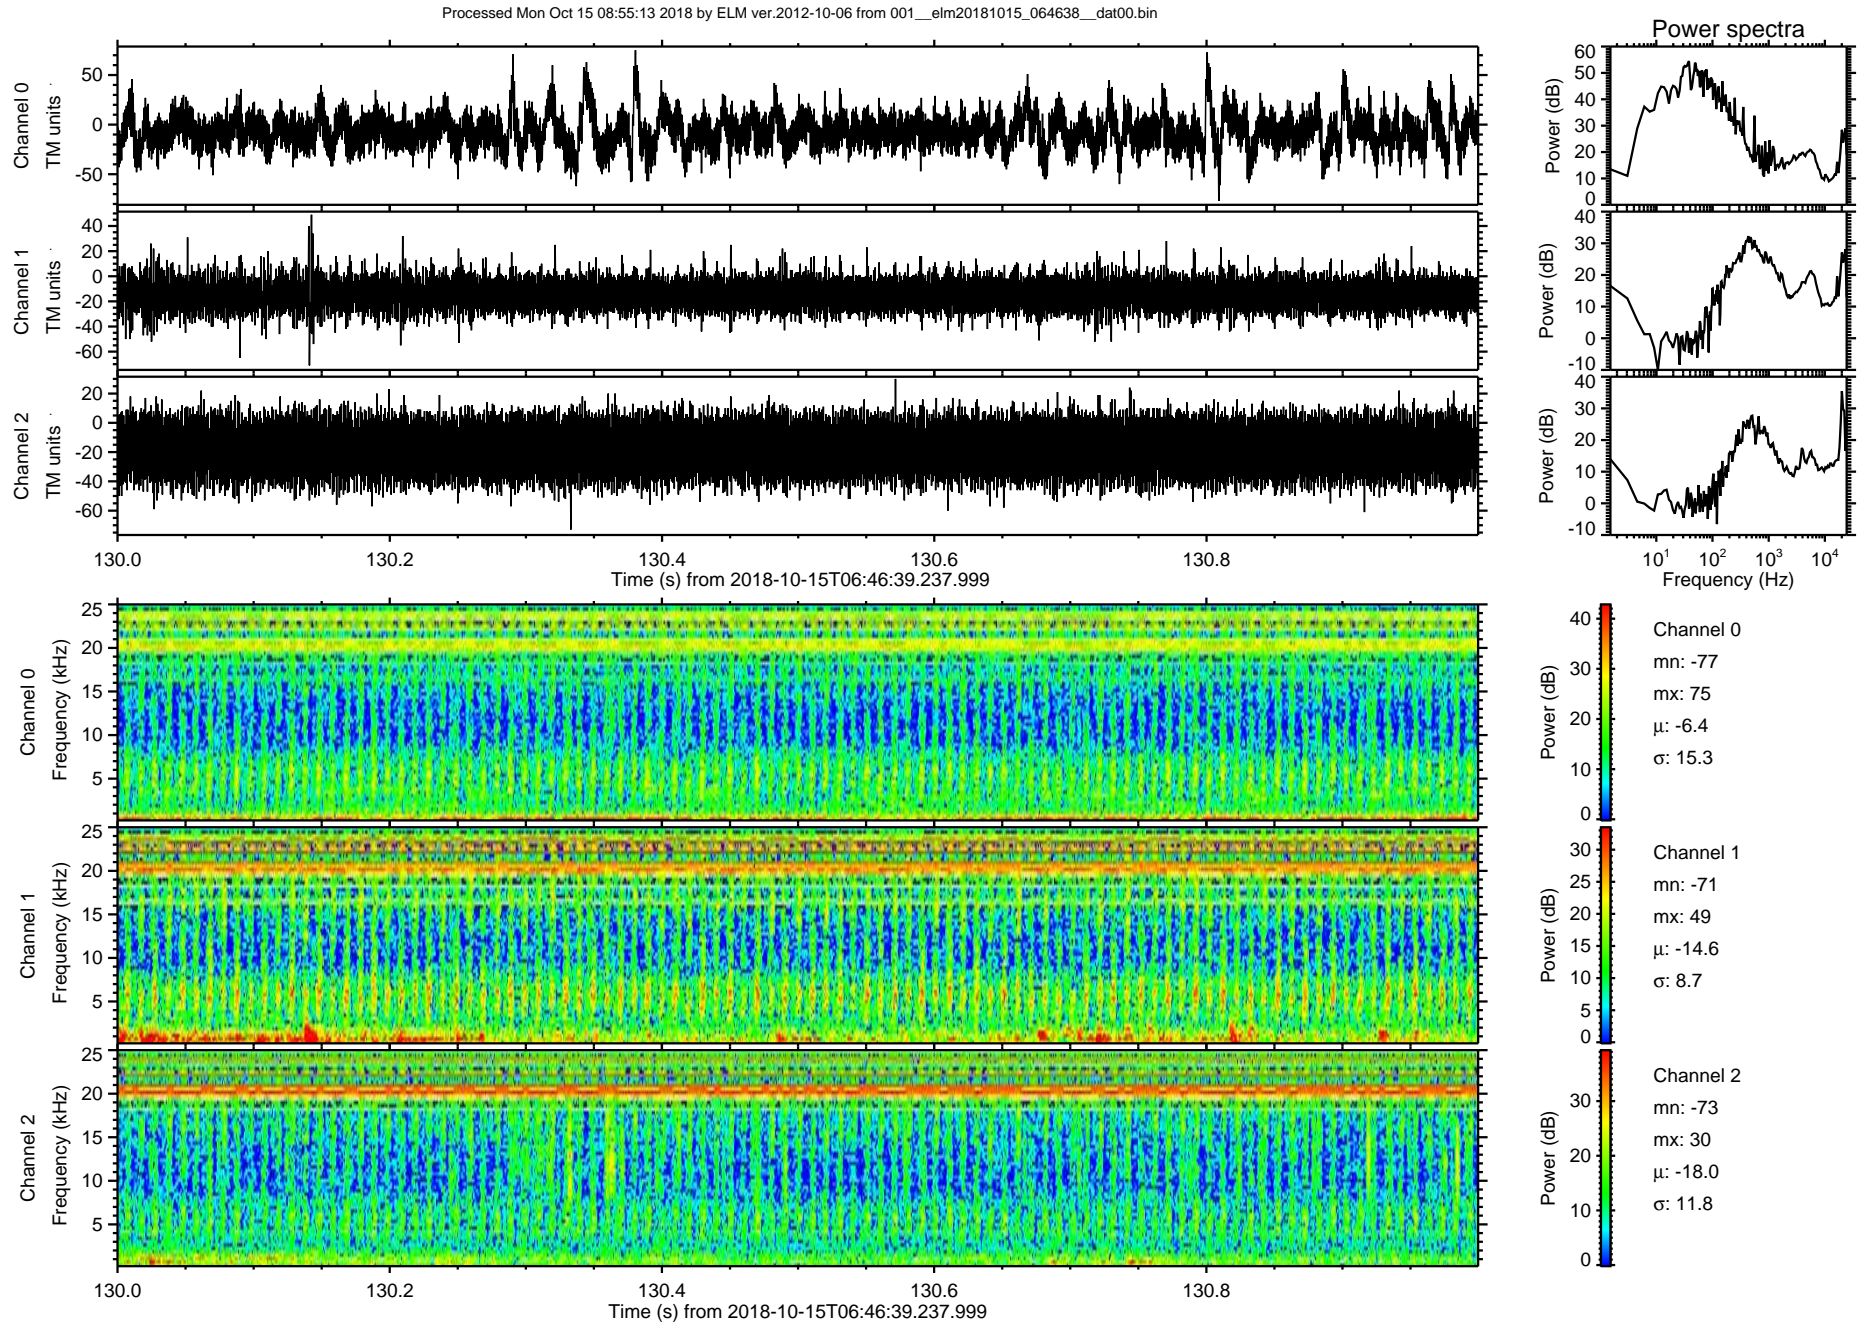 Processed Mon Oct 15 08:55:13 2018 by ELM ver.2012-10-06 from 001__elm20181015_064638__dat00.bin
Power spectra
Channel 0
TM units
50
0
-50
Power (dB)
60
50
40
30
20
10
0
Channel 1
TM units
40
20
0
-20
-40
-60
Power (dB)
40
30
20
10
0
-10
Channel 2
TM units
20
0
-20
-40
-60
Power (dB)
40
30
20
10
0
-10
130.0 130.2 130.4 130.6 130.8
Time (s) from 2018-10-15T06:46:39.237.999
10¹ 10² 10³ 10⁴
Frequency (Hz)
Channel 0
Frequency (kHz)
25
20
15
10
5
Power (dB)
40
30
20
10
0
Channel 0
mn: -77
mx: 75
µ: -6.4
σ: 15.3
Channel 1
Frequency (kHz)
25
20
15
10
5
Power (dB)
30
25
20
15
10
5
0
Channel 1
mn: -71
mx: 49
µ: -14.6
σ: 8.7
Channel 2
Frequency (kHz)
25
20
15
10
5
Power (dB)
30
20
10
0
Channel 2
mn: -73
mx: 30
µ: -18.0
σ: 11.8
130.0 130.2 130.4 130.6 130.8
Time (s) from 2018-10-15T06:46:39.237.999